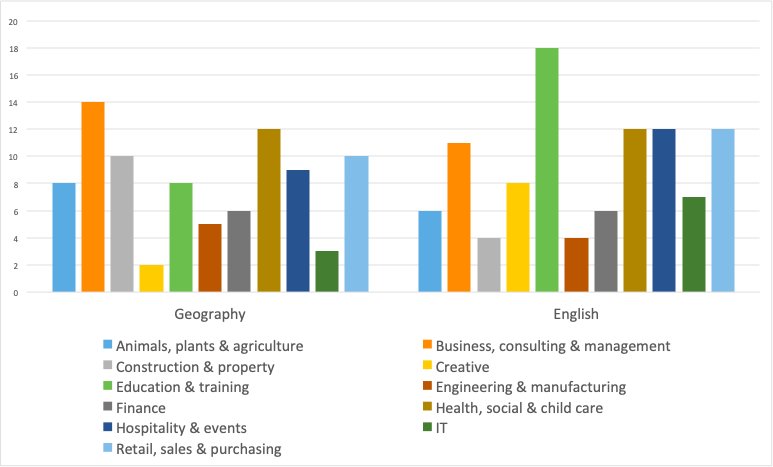 20
18
16
14
12
10
8
6
4
2
0
Geography English
Animals, plants & agriculture Business, consulting & management
Construction & property Creative
Education & training Engineering & manufacturing
Finance Health, social & child care
Hospitality & events IT
Retail, sales & purchasing